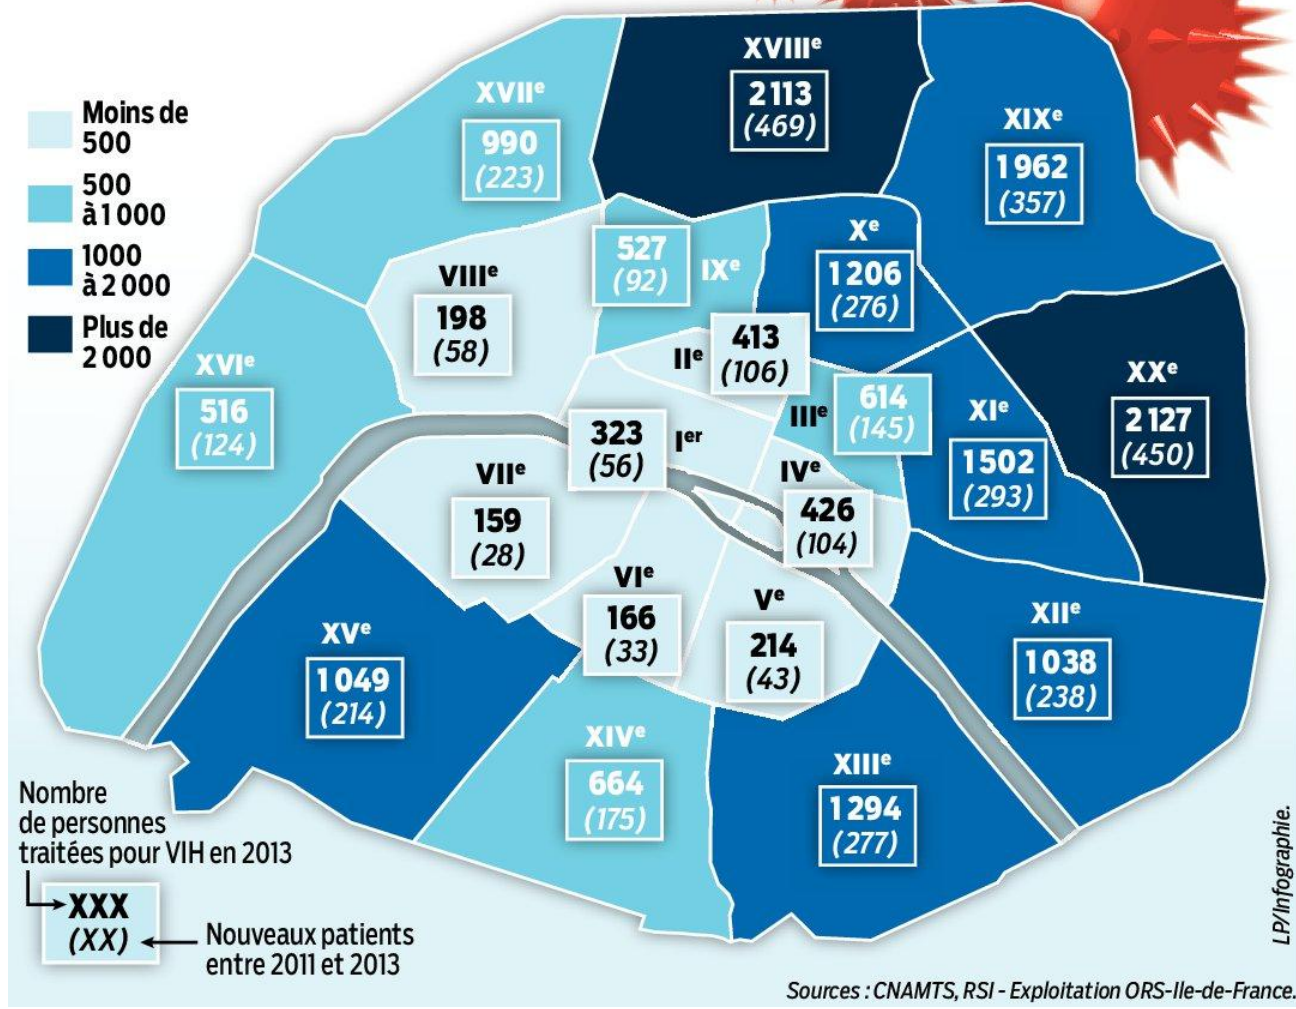 Moins de
500
500
à 1 000
1000
à 2 000
Plus de
2 000
XVIIe
990
(223)
XVIIIe
2 113
(469)
XIXe
1 962
(357)
VIIIe
198
(58)
527
(92)
IXe
Xe
1 206
(276)
XVIe
516
(124)
IIe
413
(106)
IIIe
614
(145)
XIe
1 502
(293)
XXe
2 127
(450)
323
(56)
Ier
IVe
426
(104)
VIIe
159
(28)
VIe
166
(33)
Ve
214
(43)
XIIe
1 038
(238)
XVe
1 049
(214)
XIVe
664
(175)
XIIIe
1 294
(277)
Nombre
de personnes
traitées pour VIH en 2013
XXX
(XX)
Nouveaux patients
entre 2011 et 2013
LP/Infographie.
Sources : CNAMTS, RSI - Exploitation ORS-Ile-de-France.